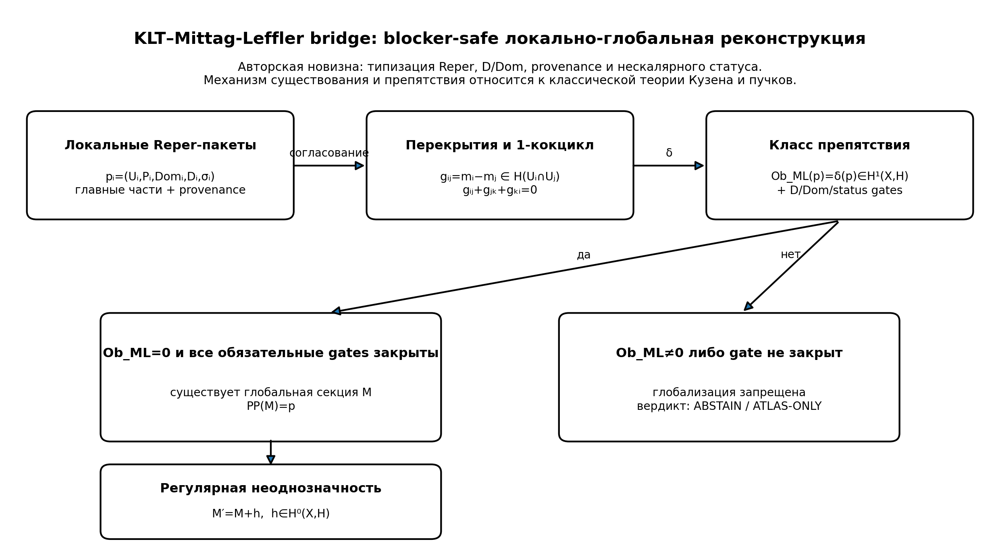 KLT–Mittag-Leffler bridge: blocker-safe локально-глобальная реконструкция
Авторская новизна: типизация Reper, D/Dom, provenance и нескалярного статуса.
Механизм существования и препятствия относится к классической теории Кузена и пучков.
Локальные Reper-пакеты
pᵢ=(Uᵢ,Pᵢ,Domᵢ,Dᵢ,σᵢ)
главные части + provenance
согласование
Перекрытия и 1-кокцикл
gᵢⱼ=mᵢ−mⱼ ∈ H(Uᵢ∩Uⱼ)
gᵢⱼ+gⱼₖ+gₖᵢ=0
δ
Класс препятствия
Ob_ML(p)=δ(p)∈H¹(X,H)
+ D/Dom/status gates
да
нет
Ob_ML=0 и все обязательные gates закрыты
существует глобальная секция M
PP(M)=p
Ob_ML≠0 либо gate не закрыт
глобализация запрещена
вердикт: ABSTAIN / ATLAS-ONLY
Регулярная неоднозначность
M′=M+h,  h∈H⁰(X,H)